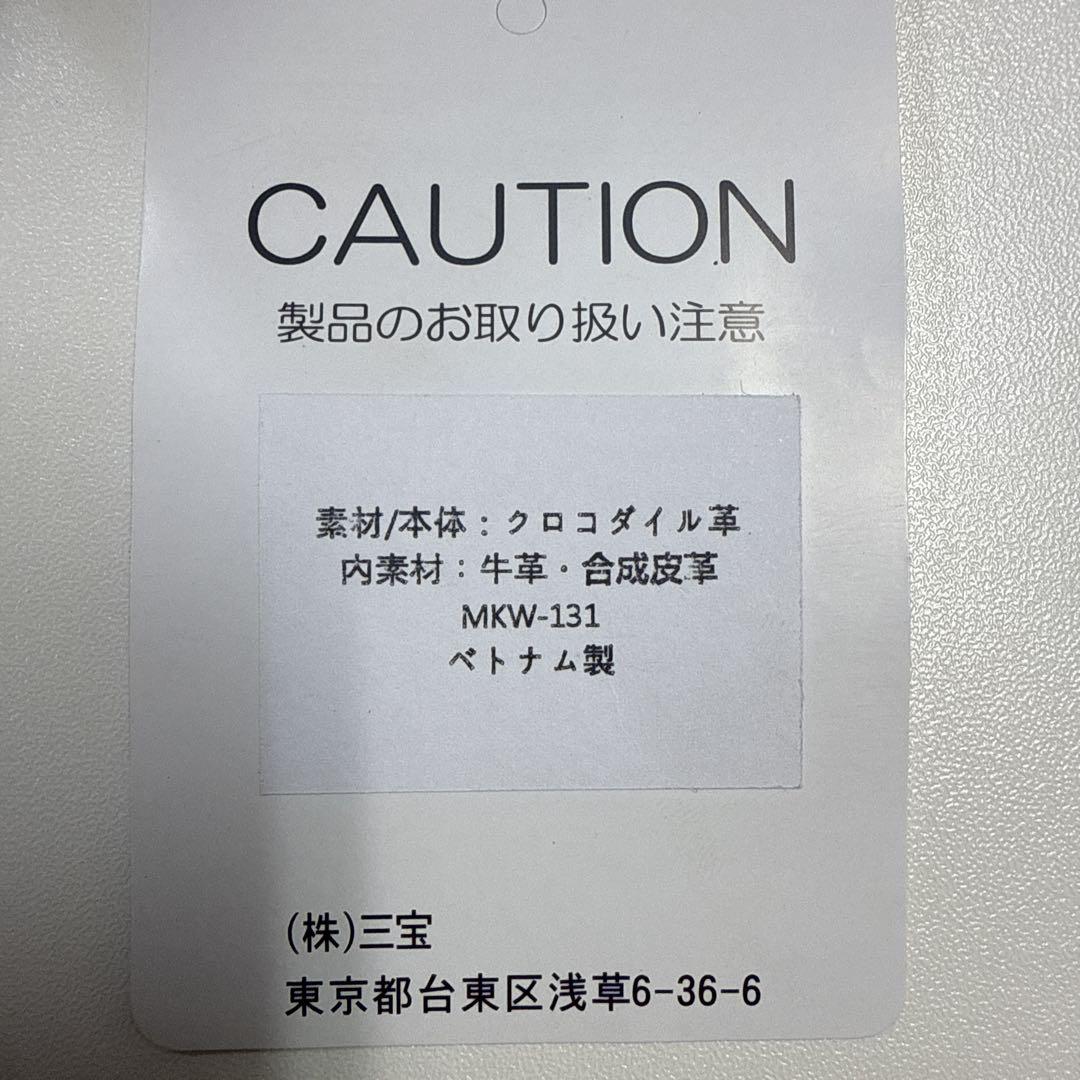 CAUTION
製品のお取り扱い注意
素材/本体：クロコダイル革
内素材：牛革・合成皮革
MKW-131
ベトナム製
(株)三宝
東京都台東区浅草6-36-6